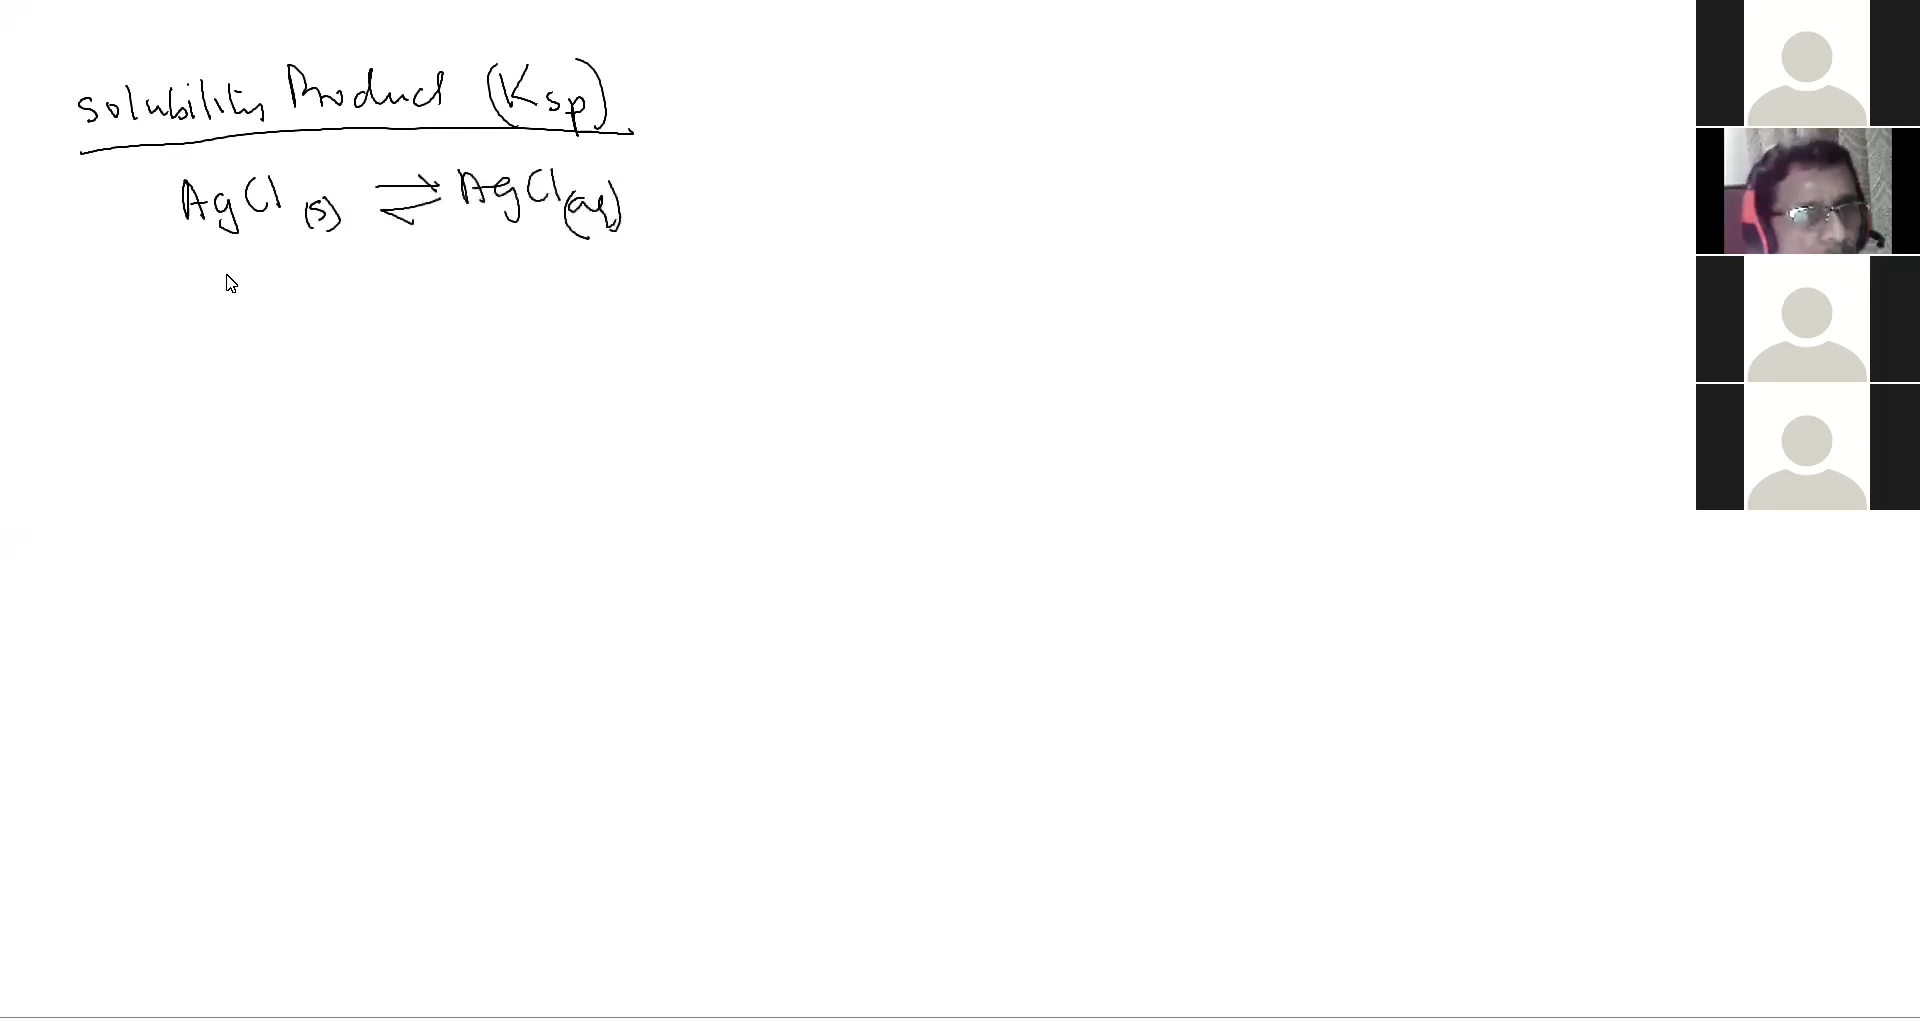 solubility Product (Ksp)
AgCl (s) ⇌ AgCl (aq)